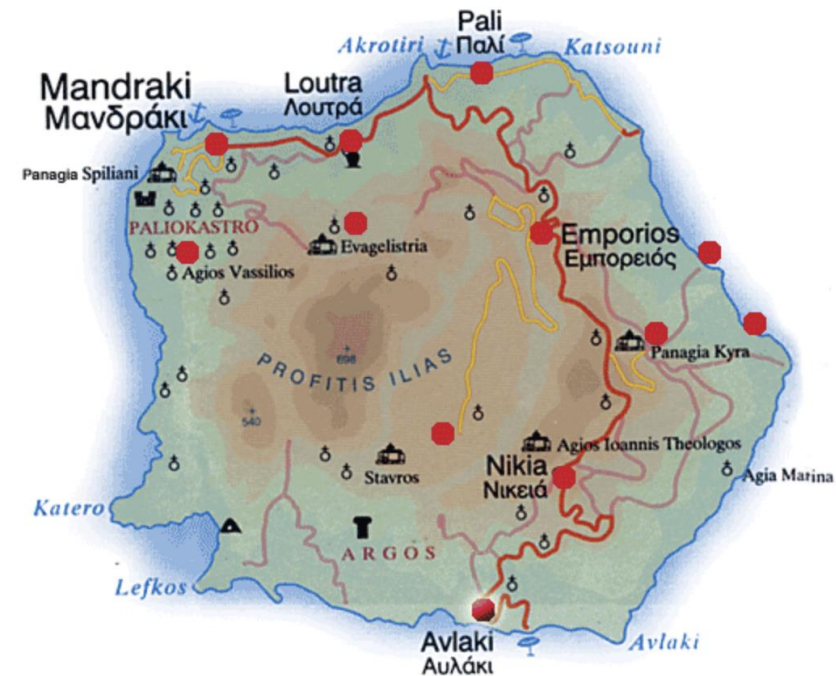 Pali
Παλί
Akrotiri
Katsouni
Mandraki
Μανδράκι
Loutra
Λουτρά
Panagia Spiliani
PALIOKASTRO
Evagelistria
Agios Vassilios
Emporios
Εμπορειός
Panagia Kyra
698
PROFITIS ILIAS
540
Agios Ioannis Theologos
Stavros
Nikia
Νικειά
Agia Marina
Katero
ARGOS
Lefkos
Avlaki
Αυλάκι
Avlaki